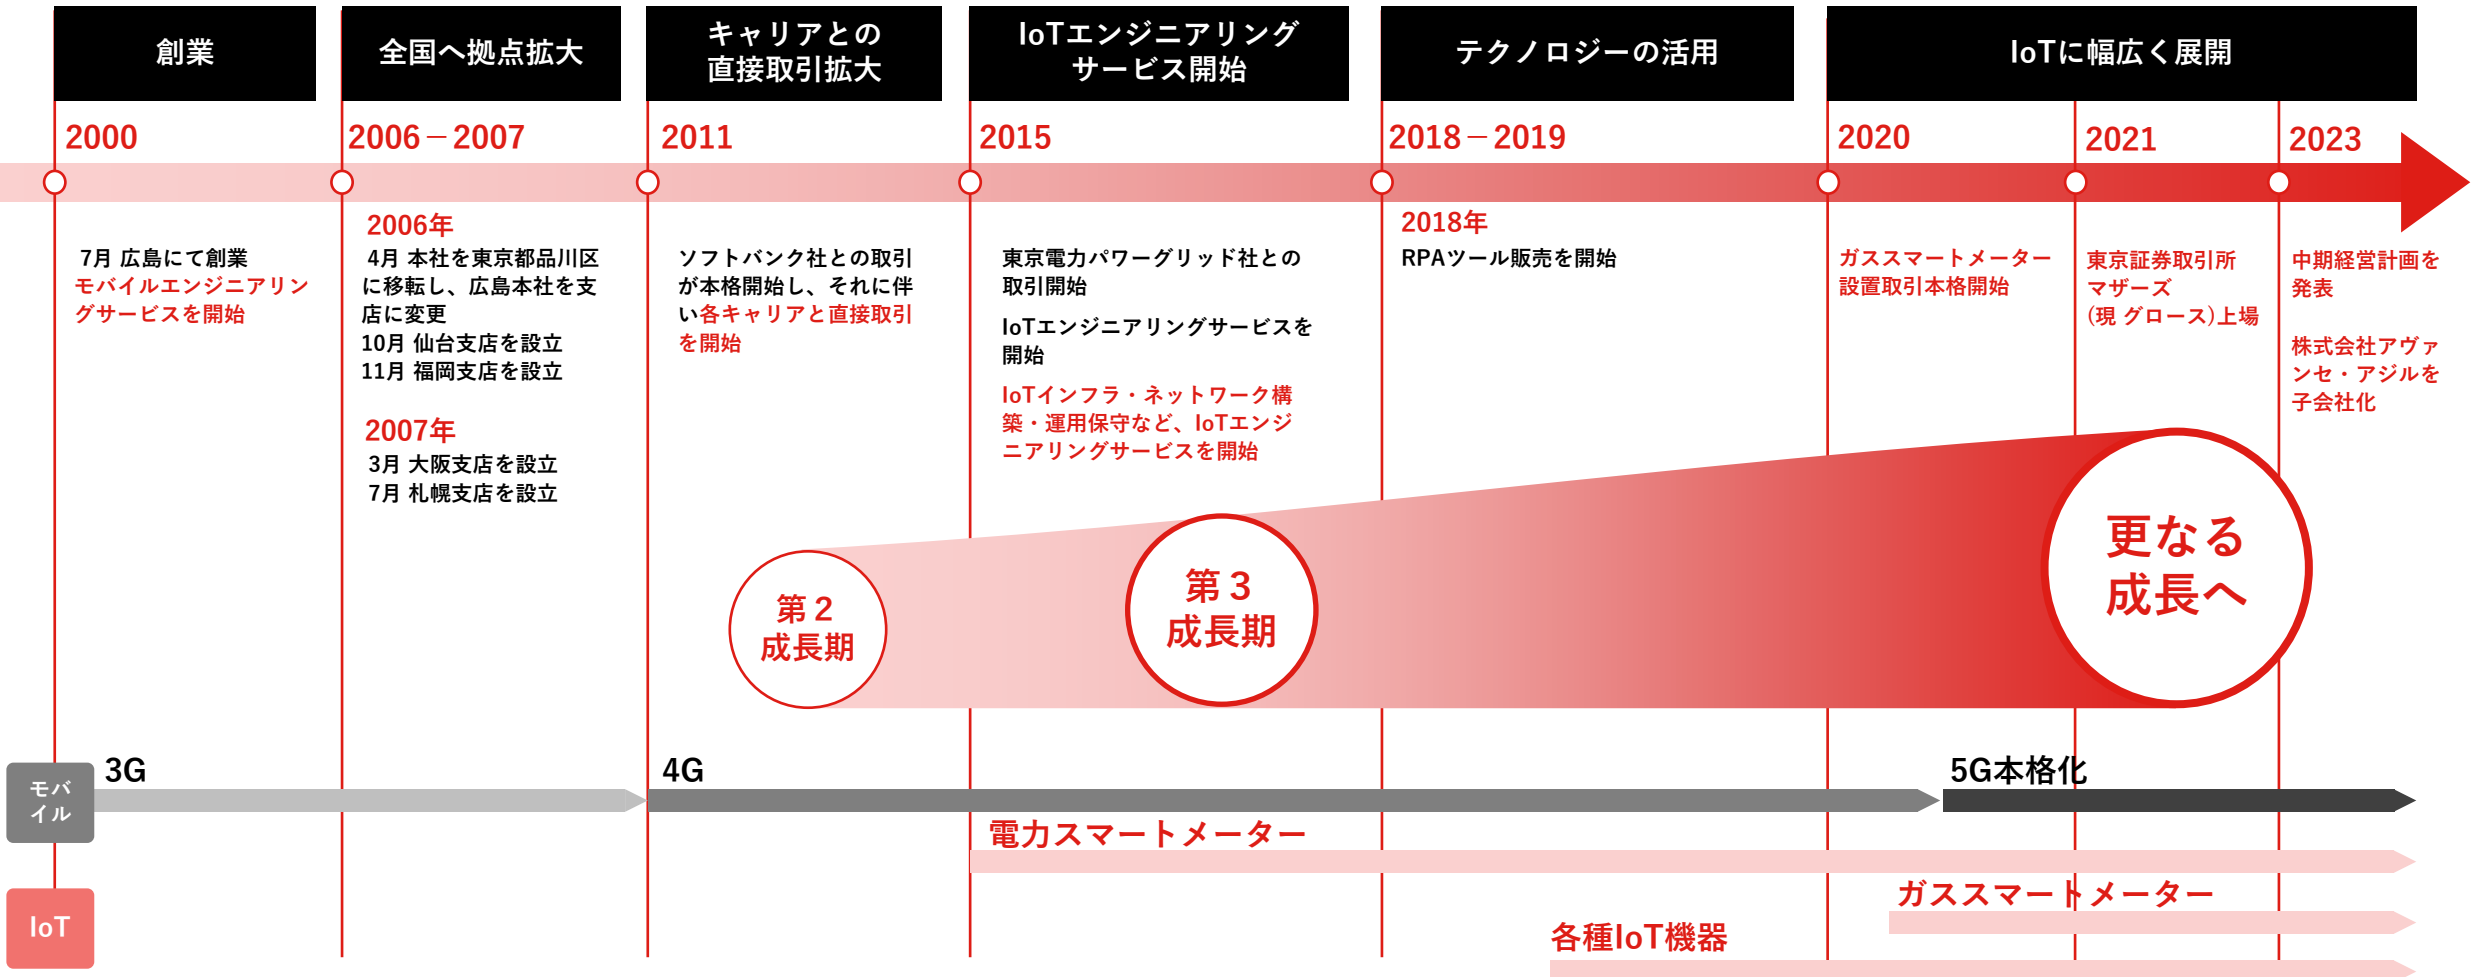 創業
全国へ拠点拡大
キャリアとの
直接取引拡大
IoTエンジニアリング
サービス開始
テクノロジーの活用
IoTに幅広く展開
2000
2006－2007
2011
2015
2018－2019
2020
2021
2023
7月 広島にて創業
モバイルエンジニアリン
グサービスを開始
2006年
4月 本社を東京都品川区
に移転し、広島本社を支
店に変更
10月 仙台支店を設立
11月 福岡支店を設立
2007年
3月 大阪支店を設立
7月 札幌支店を設立
ソフトバンク社との取引
が本格開始し、それに伴
い各キャリアと直接取引
を開始
東京電力パワーグリッド社との
取引開始
IoTエンジニアリングサービスを
開始
IoTインフラ・ネットワーク構
築・運用保守など、IoTエンジ
ニアリングサービスを開始
2018年
RPAツール販売を開始
ガススマートメーター
設置取引本格開始
東京証券取引所
マザーズ
(現 グロース)上場
中期経営計画を
発表
株式会社アヴァ
ンセ・アジルを
子会社化
第２
成長期
第３
成長期
更なる
成長へ
モバ
イル
3G
4G
5G本格化
電力スマートメーター
ガススマートメーター
IoT
各種IoT機器